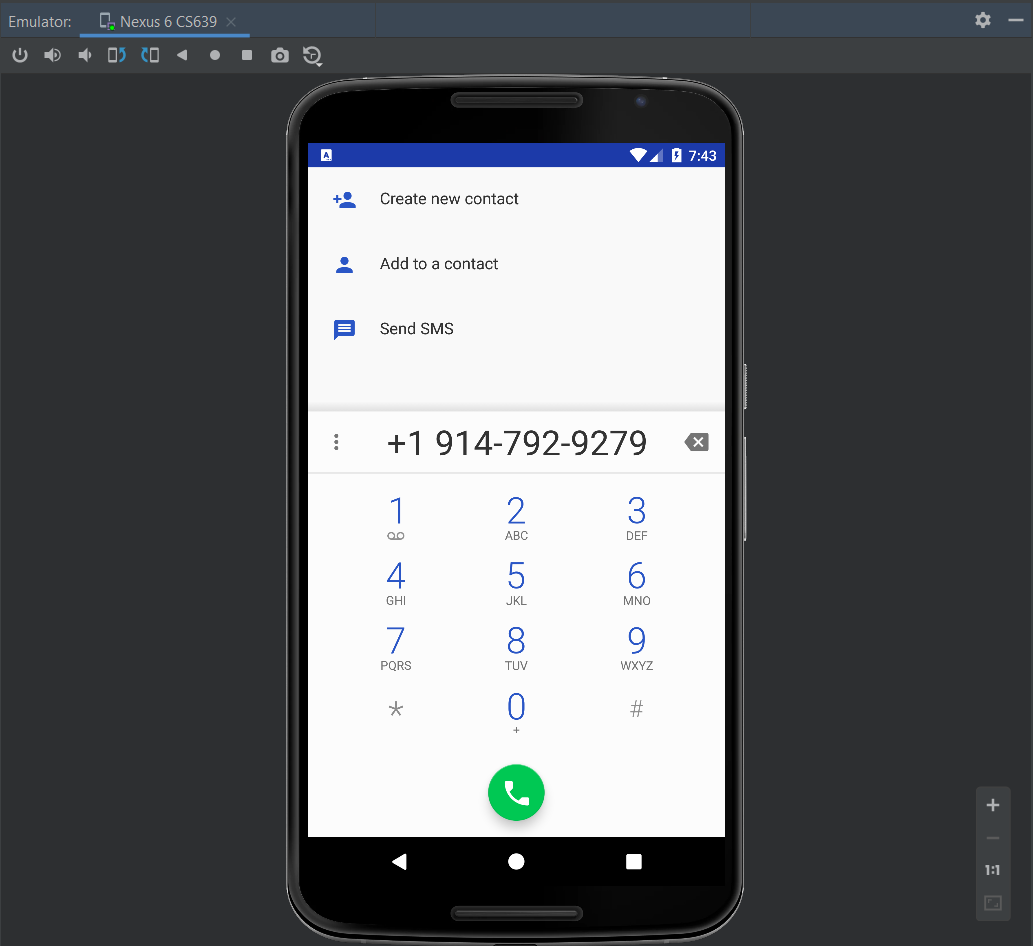 Emulator: Nexus 6 CS639
A 7:43
Create new contact
Add to a contact
Send SMS
+1 914-792-9279
1 2 3
ABC DEF
4 5 6
GHI JKL MNO
7 8 9
PQRS TUV WXYZ
* 0 #
+
1:1